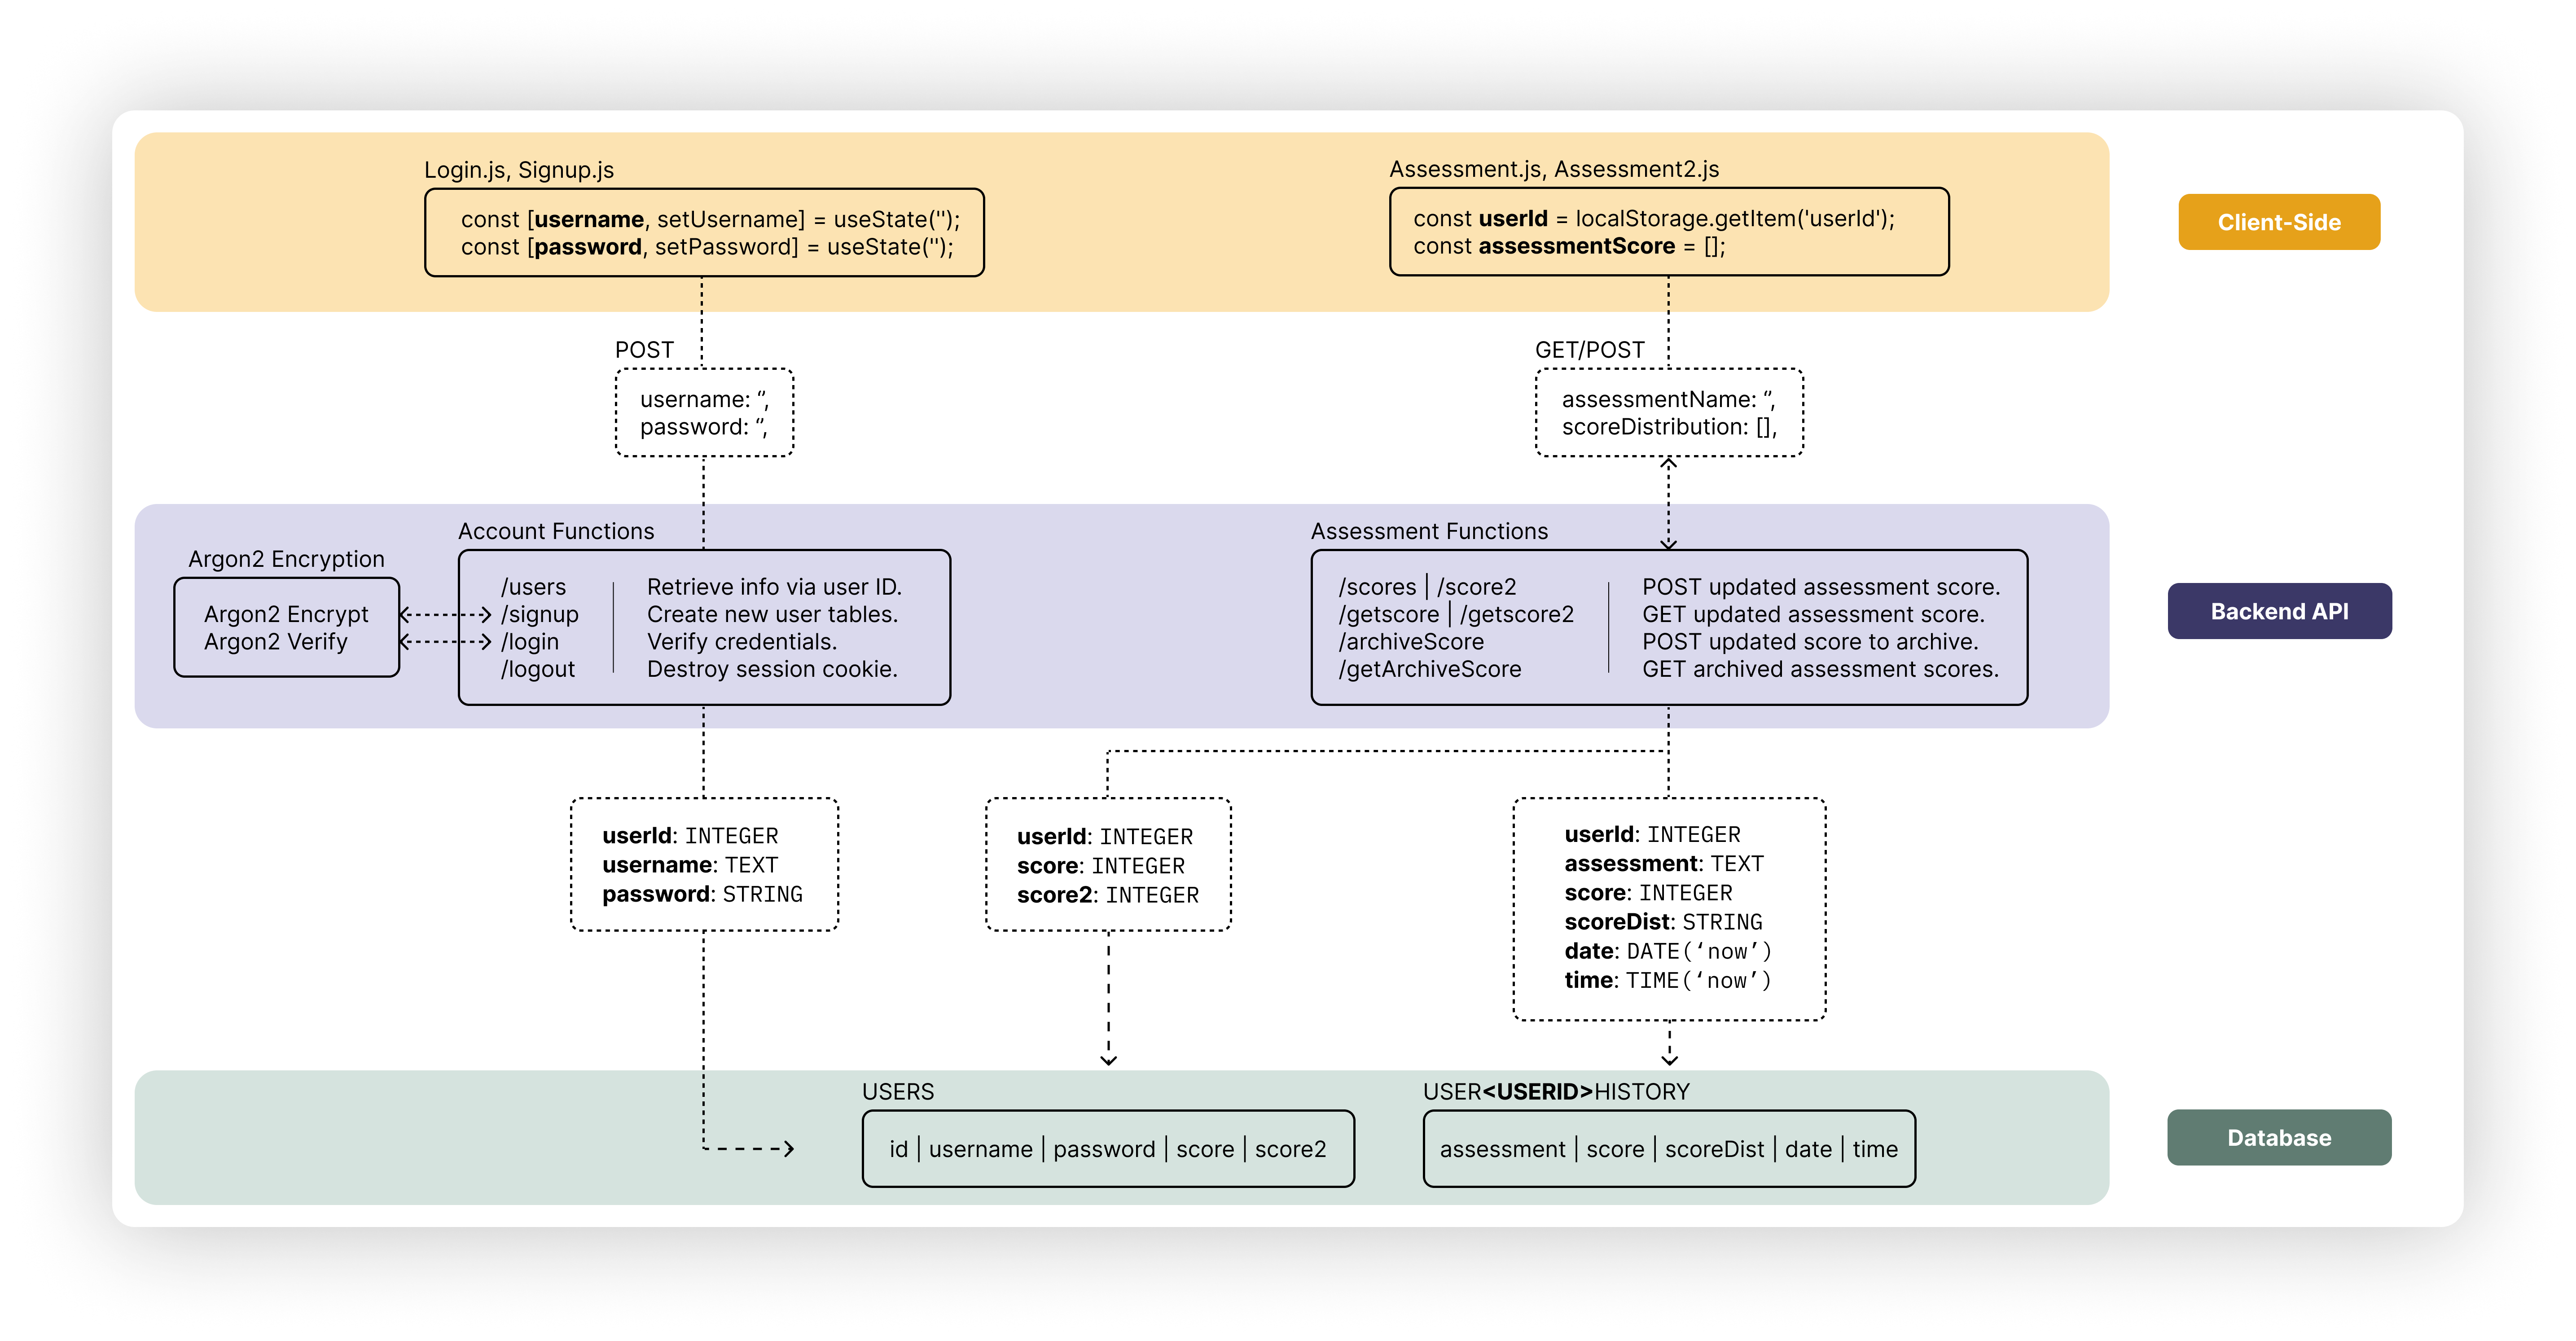 Login.js, Signup.js
const [username, setUsername] = useState('');
const [password, setPassword] = useState('');
Assessment.js, Assessment2.js
const userId = localStorage.getItem('userId');
const assessmentScore = [];
Client-Side
POST
username: ‘’,
password: ‘’,
GET/POST
assessmentName: ‘’,
scoreDistribution: [],
Argon2 Encryption
Argon2 Encrypt
Argon2 Verify
Account Functions
/users | Retrieve info via user ID.
/signup | Create new user tables.
/login | Verify credentials.
/logout | Destroy session cookie.
Assessment Functions
/scores | /score2 | POST updated assessment score.
/getscore | /getscore2 | GET updated assessment score.
/archiveScore | POST updated score to archive.
/getArchiveScore | GET archived assessment scores.
Backend API
userId: INTEGER
username: TEXT
password: STRING
userId: INTEGER
score: INTEGER
score2: INTEGER
userId: INTEGER
assessment: TEXT
score: INTEGER
scoreDist: STRING
date: DATE(‘now’)
time: TIME(‘now’)
USERS
id | username | password | score | score2
USER<USERID>HISTORY
assessment | score | scoreDist | date | time
Database